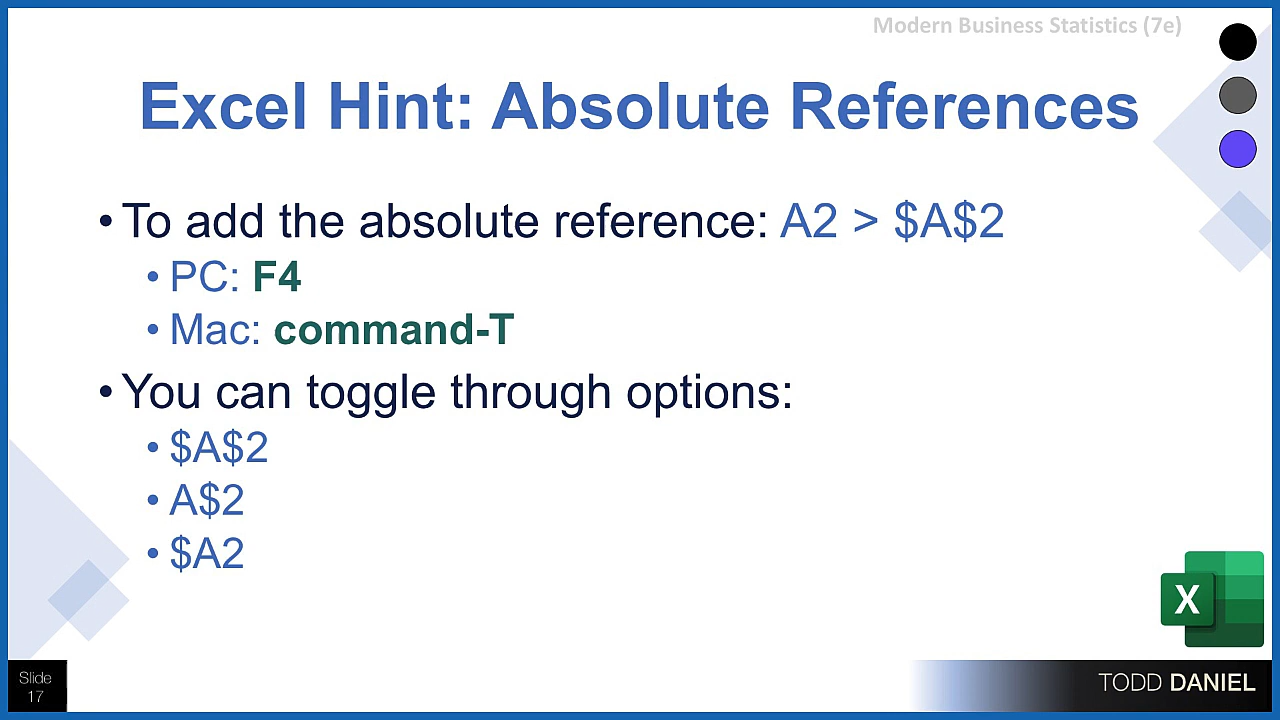 Modern Business Statistics (7e)
Excel Hint: Absolute References
• To add the absolute reference: A2 > $A$2
• PC: F4
• Mac: command-T
• You can toggle through options:
• $A$2
• A$2
• $A2
X
Slide
17
TODD DANIEL